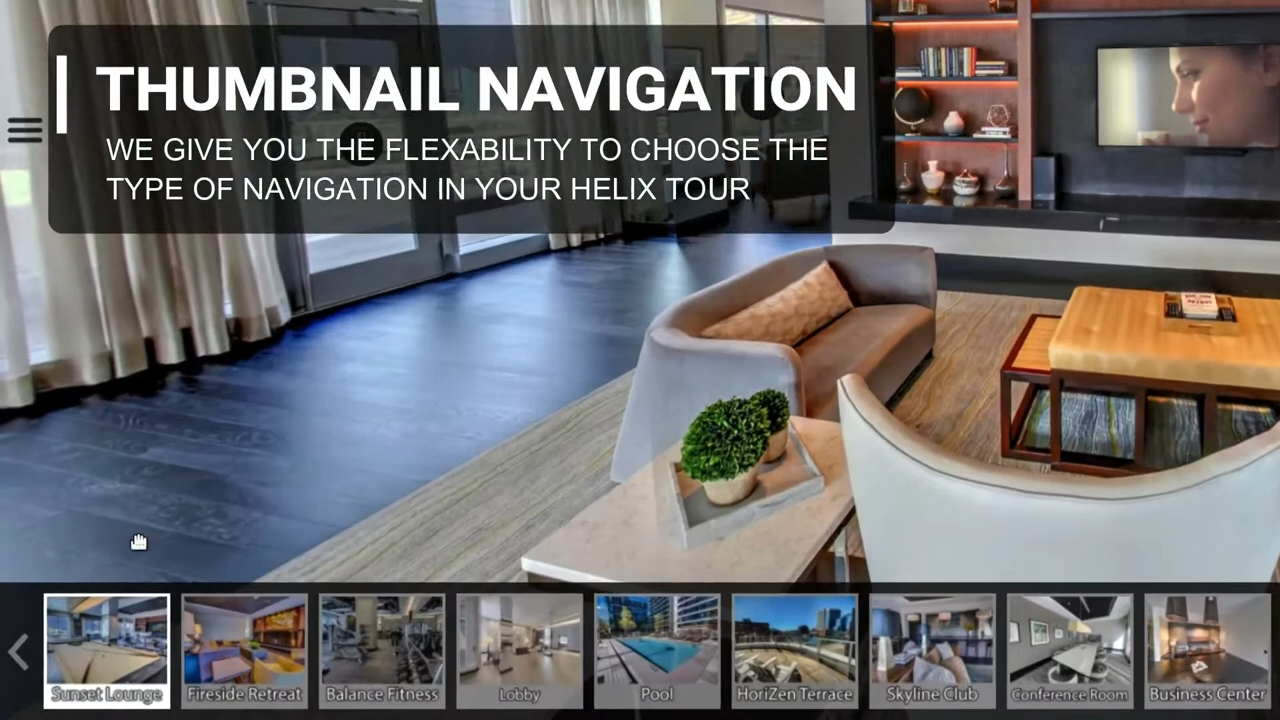 THUMBNAIL NAVIGATION
WE GIVE YOU THE FLEXABILITY TO CHOOSE THE
TYPE OF NAVIGATION IN YOUR HELIX TOUR
Sunset Lounge
Fireside Retreat
Balance Fitness
Lobby
Pool
HoriZen Terrace
Skyline Club
Conference Room
Business Center